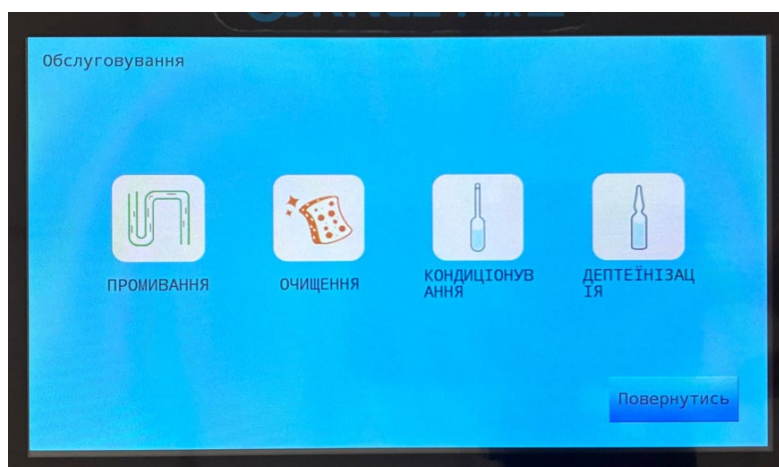 Обслуговування
ПРОМИВАННЯ
ОЧИЩЕННЯ
КОНДИЦІОНУВ
АННЯ
ДЕПТЕЇНІЗАЦ
ІЯ
Повернутись